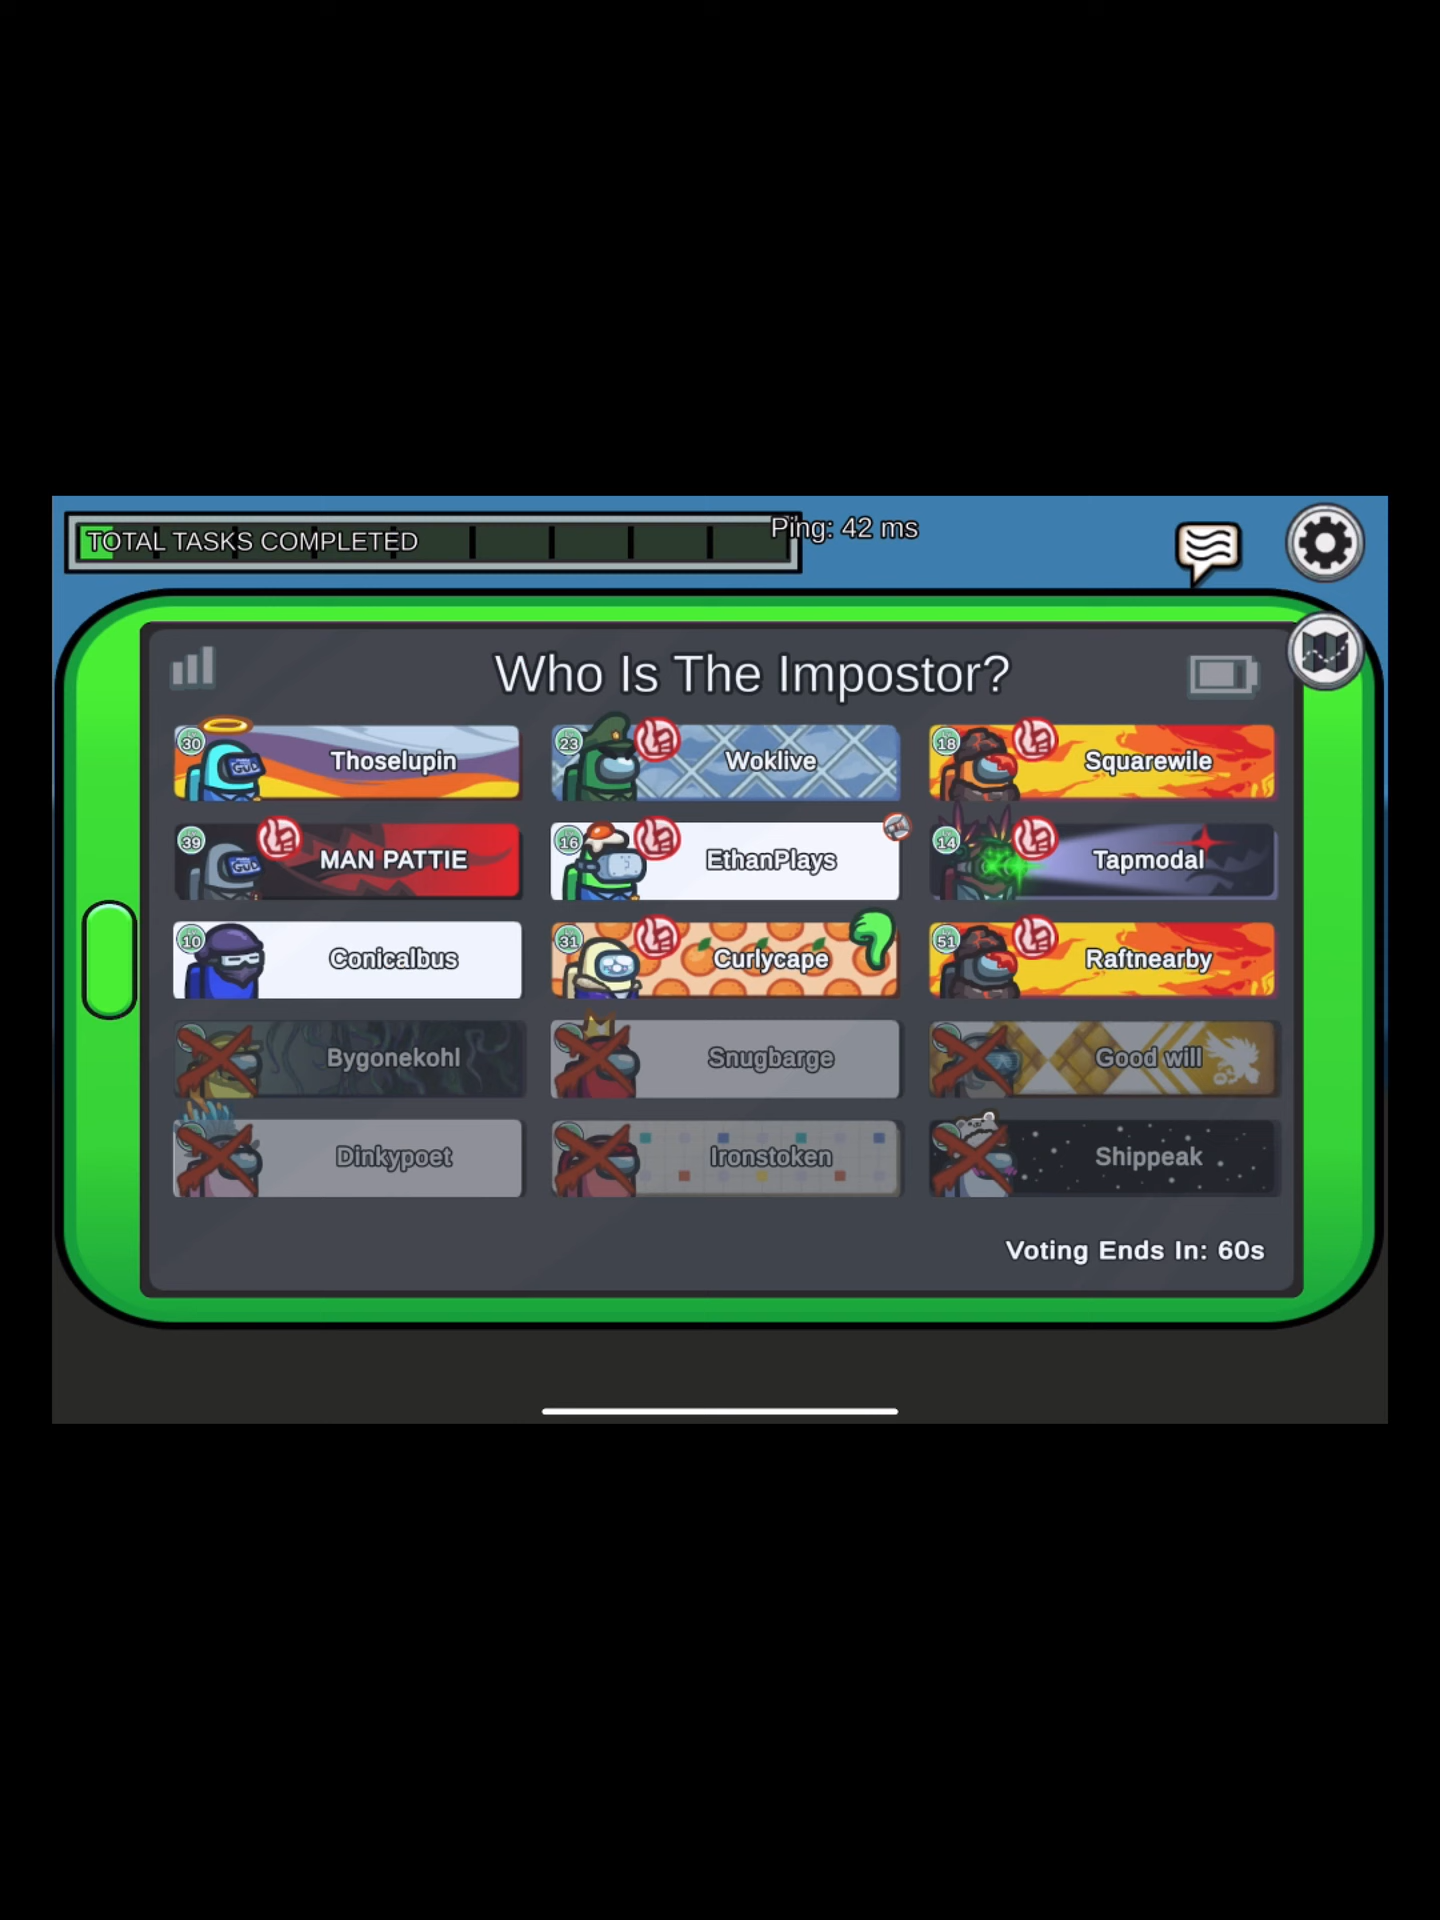 TOTAL TASKS COMPLETED
Ping: 42 ms
Who Is The Impostor?
30 Thoselupin
23 Woklive
18 Squarewile
39 MAN PATTIE
16 EthanPlays
14 Tapmodal
10 Conicalbus
31 Curlycape
51 Raftnearby
Bygonekohl
Snugbarge
Good will
Dinkypoet
Ironstoken
Shippeak
Voting Ends In: 60s